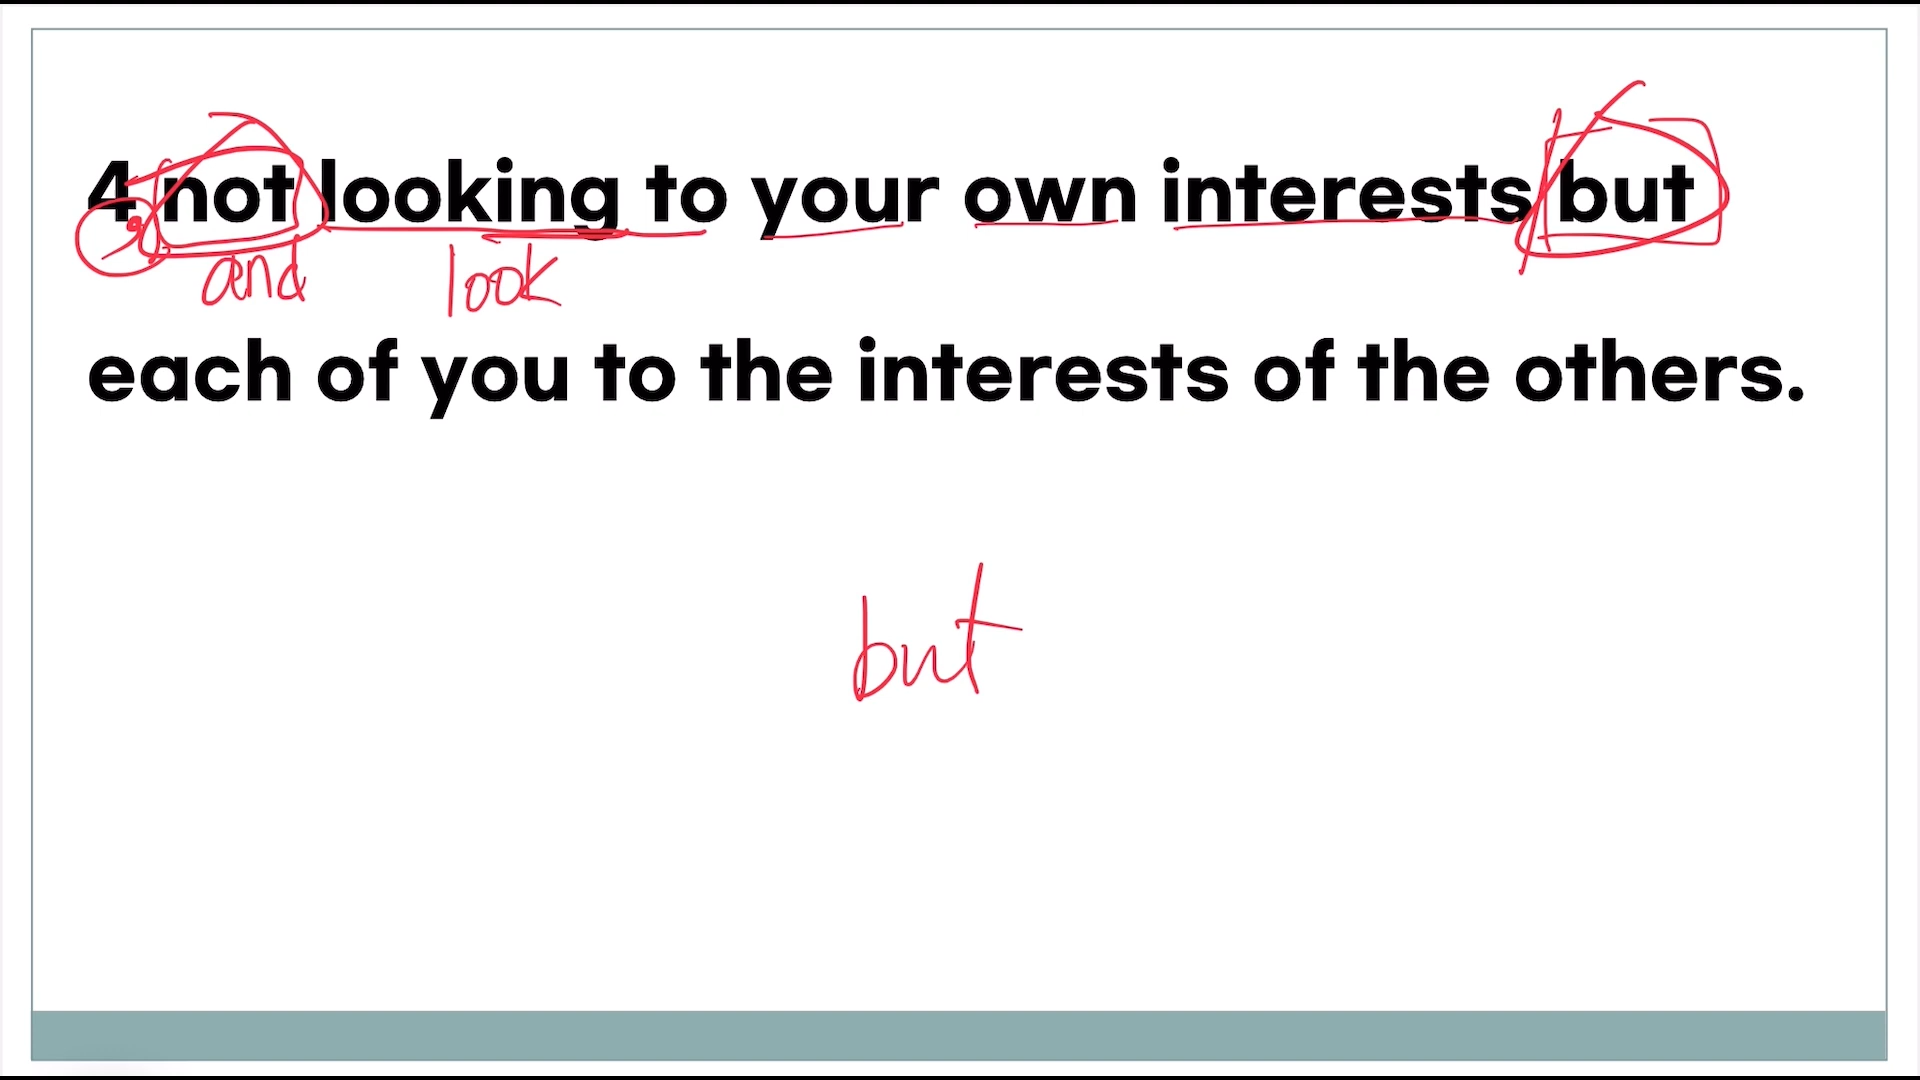 4 not looking to your own interests but
and look
each of you to the interests of the others.
but